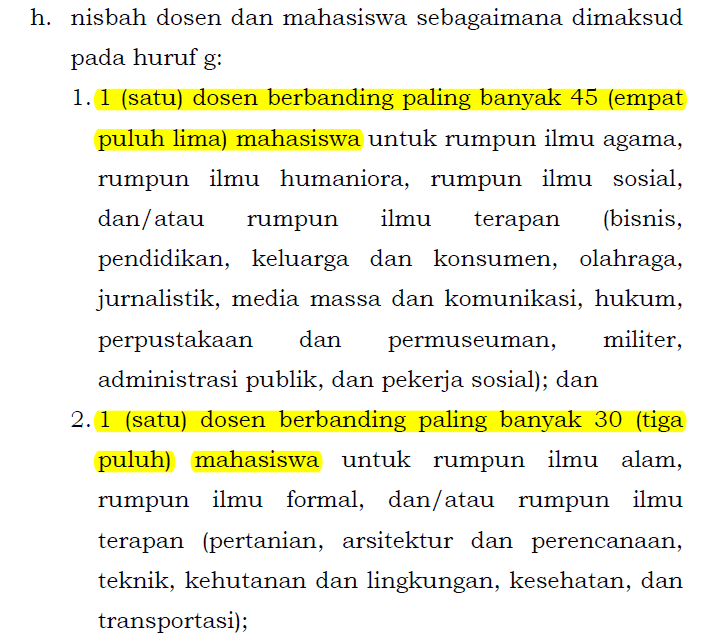 h. nisbah dosen dan mahasiswa sebagaimana dimaksud
pada huruf g:
1. 1 (satu) dosen berbanding paling banyak 45 (empat
puluh lima) mahasiswa untuk rumpun ilmu agama,
rumpun ilmu humaniora, rumpun ilmu sosial,
dan/atau rumpun ilmu terapan (bisnis,
pendidikan, keluarga dan konsumen, olahraga,
jurnalistik, media massa dan komunikasi, hukum,
perpustakaan dan permuseuman, militer,
administrasi publik, dan pekerja sosial); dan
2. 1 (satu) dosen berbanding paling banyak 30 (tiga
puluh) mahasiswa untuk rumpun ilmu alam,
rumpun ilmu formal, dan/atau rumpun ilmu
terapan (pertanian, arsitektur dan perencanaan,
teknik, kehutanan dan lingkungan, kesehatan, dan
transportasi);